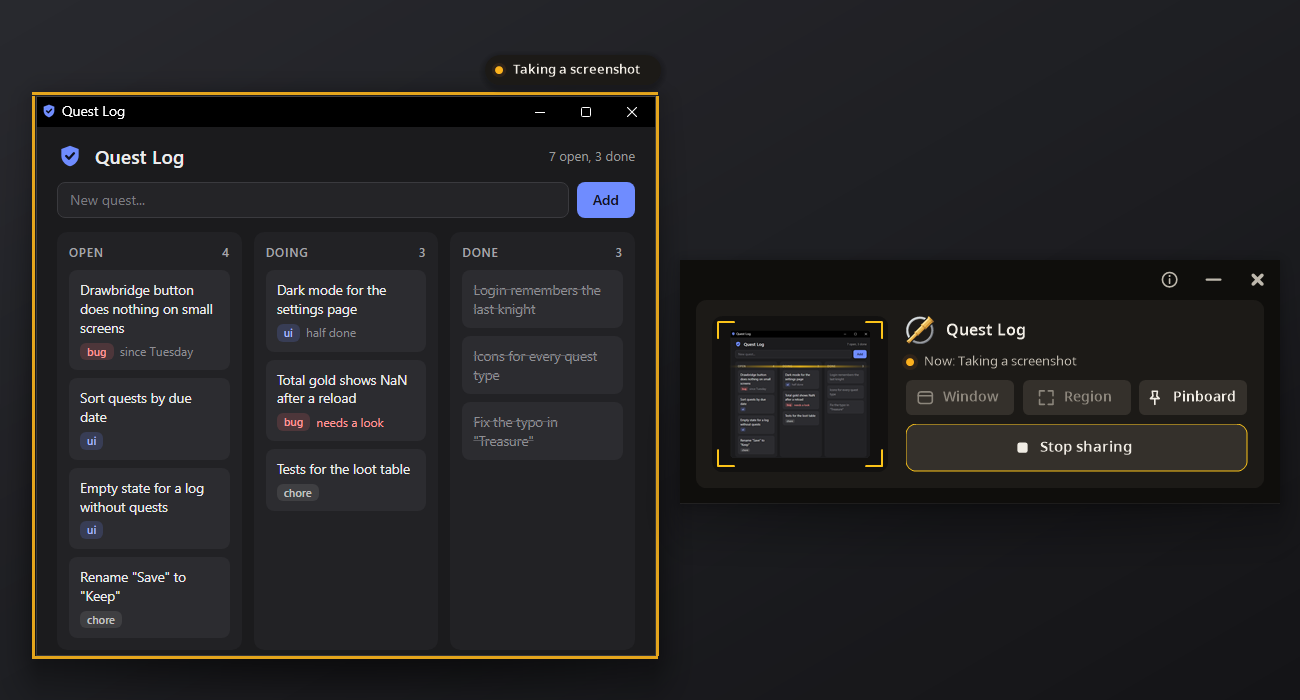 Taking a screenshot
Quest Log
Quest Log
7 open, 3 done
New quest...
Add
OPEN 4
Drawbridge button
does nothing on small
screens
bug since Tuesday
Sort quests by due
date
ui
Empty state for a log
without quests
ui
Rename "Save" to
"Keep"
chore
DOING 3
Dark mode for the
settings page
ui half done
Total gold shows NaN
after a reload
bug needs a look
Tests for the loot table
chore
DONE 3
Login remembers the
last knight
Icons for every quest
type
Fix the typo in
"Treasure"
Quest Log
Now: Taking a screenshot
Window
Region
Pinboard
Stop sharing